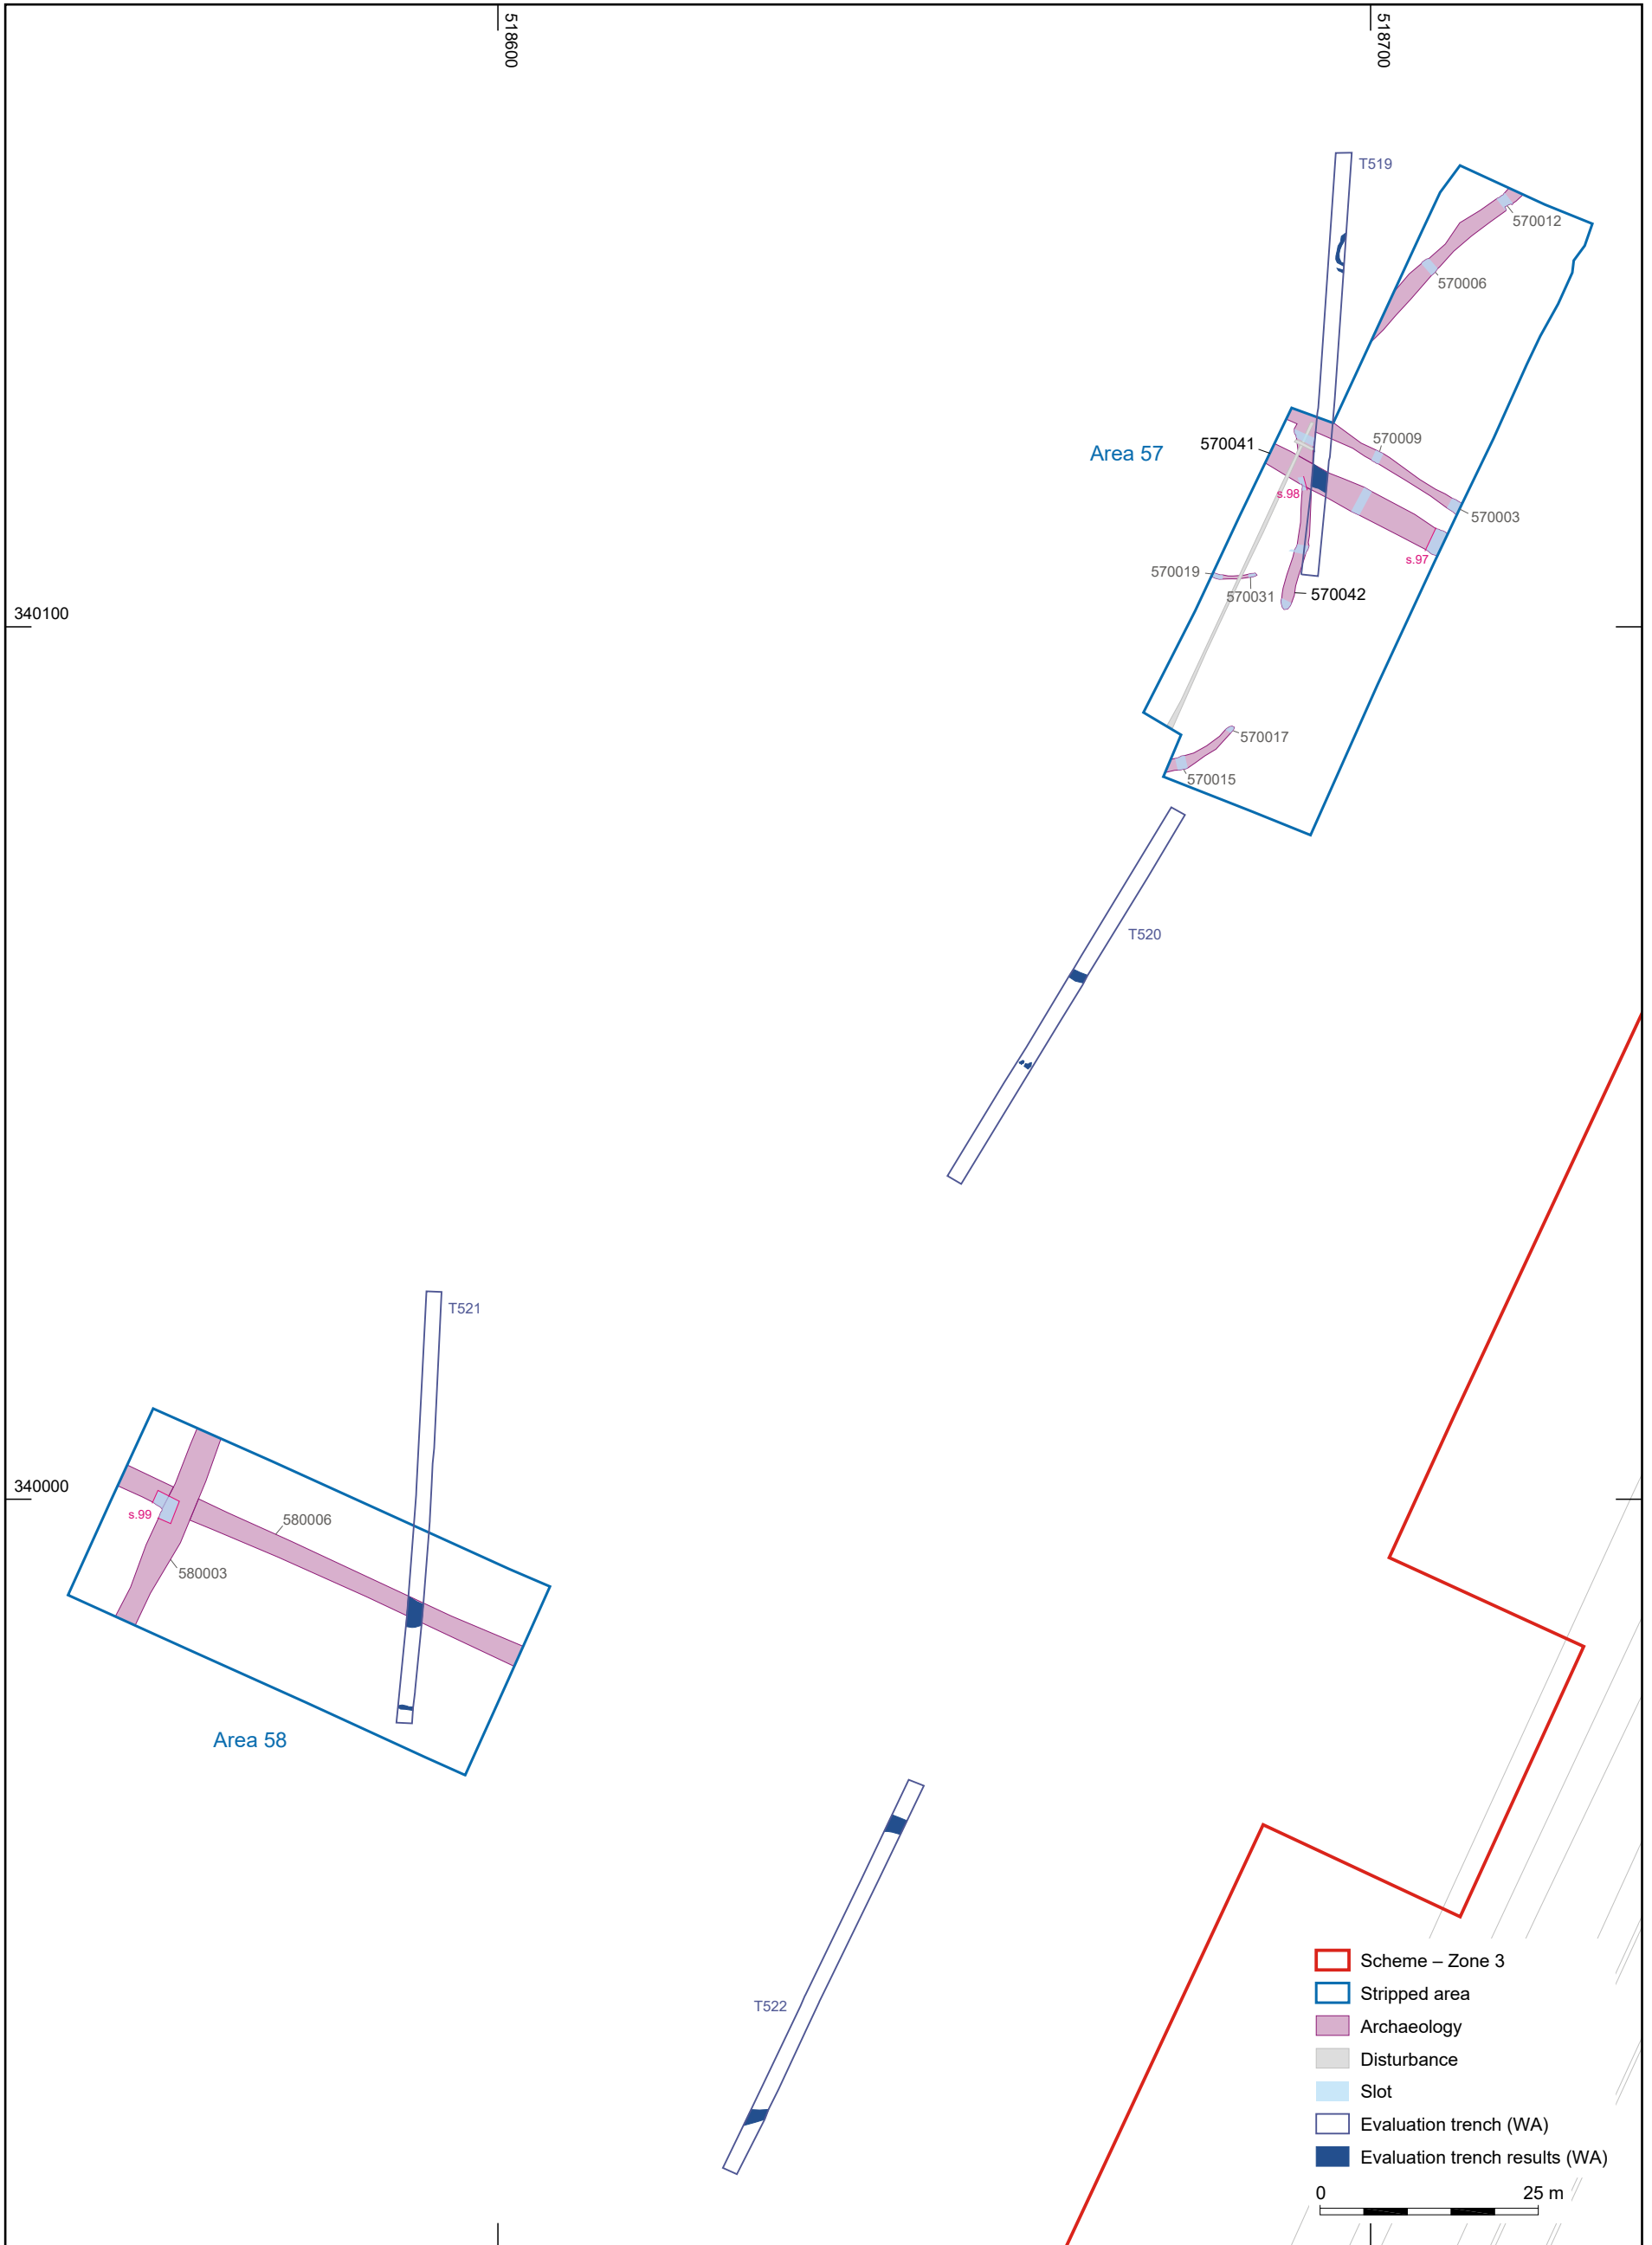 518600
518700
T519
570012
570006
Area 57
570041
570009
s.98
570003
s.97
570019
570031
570042
340100
570017
570015
T520
T521
340000
s.99
580006
580003
Area 58
T522
Scheme – Zone 3
Stripped area
Archaeology
Disturbance
Slot
Evaluation trench (WA)
Evaluation trench results (WA)
0 25 m